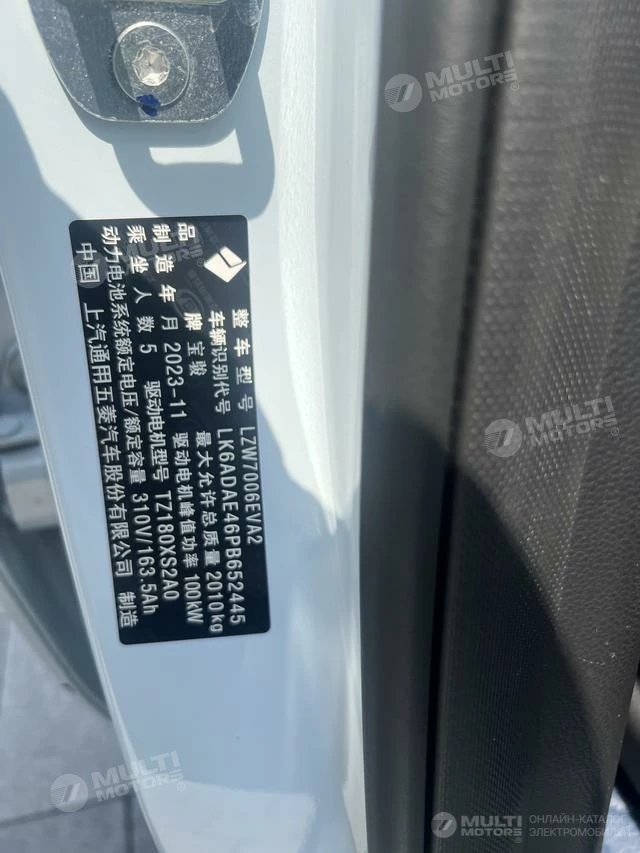 整车型号 LZW7006EVA2
车辆识别代号 LK6ADAE46PB652445
品牌 宝骏 最大允许总质量 2010kg
制造年月 2023-11 驱动电机峰值功率 100kW
乘坐人数 5 驱动电机型号 TZ180XS2A0
动力电池系统额定电压/额定容量 310V/163.5Ah
中国 上汽通用五菱汽车股份有限公司 制造
MULTI MOTORS
MULTI MOTORS
MULTI MOTORS
MULTI MOTORS
MULTI MOTORS
ОНЛАЙН-КАТАЛОГ
ЭЛЕКТРОМОБИЛЕЙ